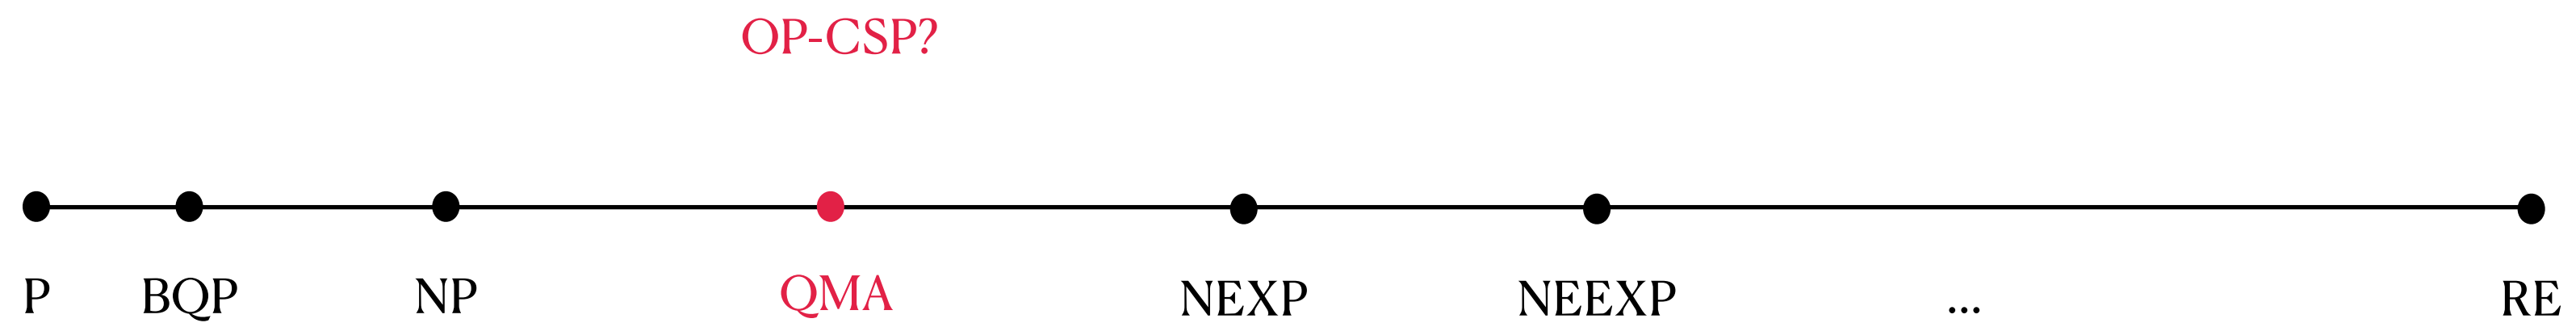 OP-CSP?
P BQP NP QMA NEXP NEEXP ... RE